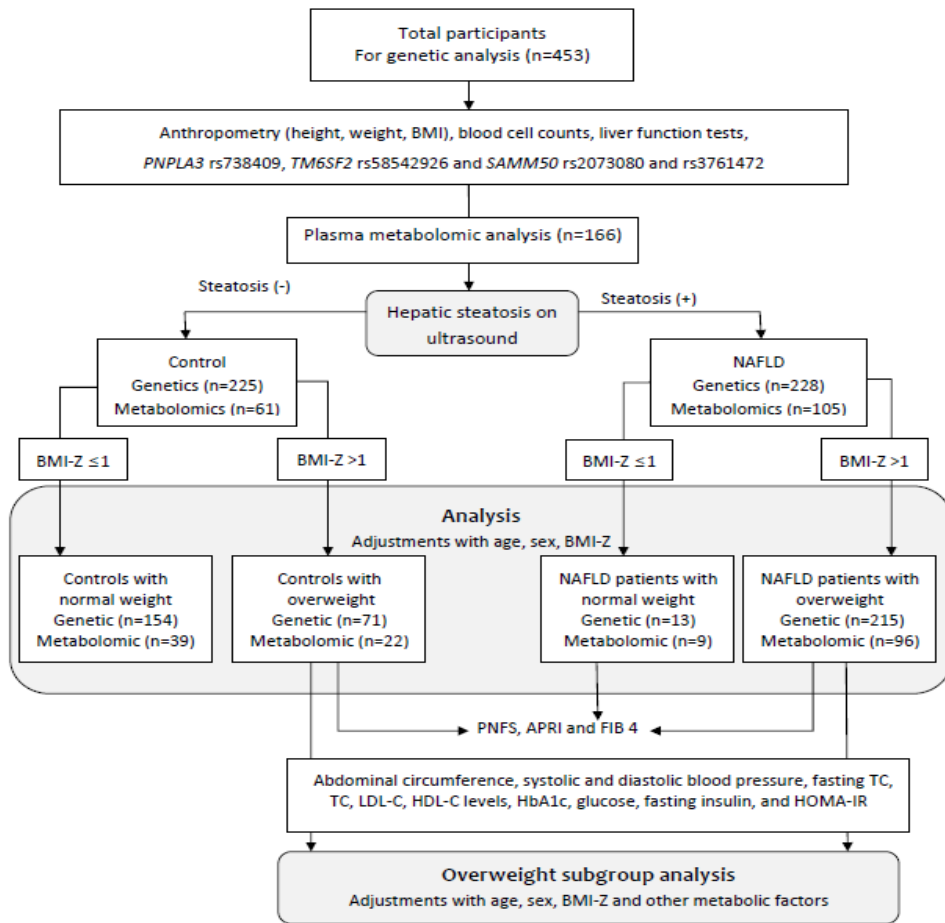 Total participants
For genetic analysis (n=453)
Anthropometry (height, weight, BMI), blood cell counts, liver function tests,
PNPLA3 rs738409, TM6SF2 rs58542926 and SAMM50 rs2073080 and rs3761472
Plasma metabolomic analysis (n=166)
Steatosis (-)
Steatosis (+)
Hepatic steatosis on
ultrasound
Control
Genetics (n=225)
Metabolomics (n=61)
NAFLD
Genetics (n=228)
Metabolomics (n=105)
BMI-Z ≤1
BMI-Z >1
BMI-Z ≤1
BMI-Z >1
Analysis
Adjustments with age, sex, BMI-Z
Controls with
normal weight
Genetic (n=154)
Metabolomic (n=39)
Controls with
overweight
Genetic (n=71)
Metabolomic (n=22)
NAFLD patients with
normal weight
Genetic (n=13)
Metabolomic (n=9)
NAFLD patients with
overweight
Genetic (n=215)
Metabolomic (n=96)
PNFS, APRI and FIB 4
Abdominal circumference, systolic and diastolic blood pressure, fasting TC,
TC, LDL-C, HDL-C levels, HbA1c, glucose, fasting insulin, and HOMA-IR
Overweight subgroup analysis
Adjustments with age, sex, BMI-Z and other metabolic factors